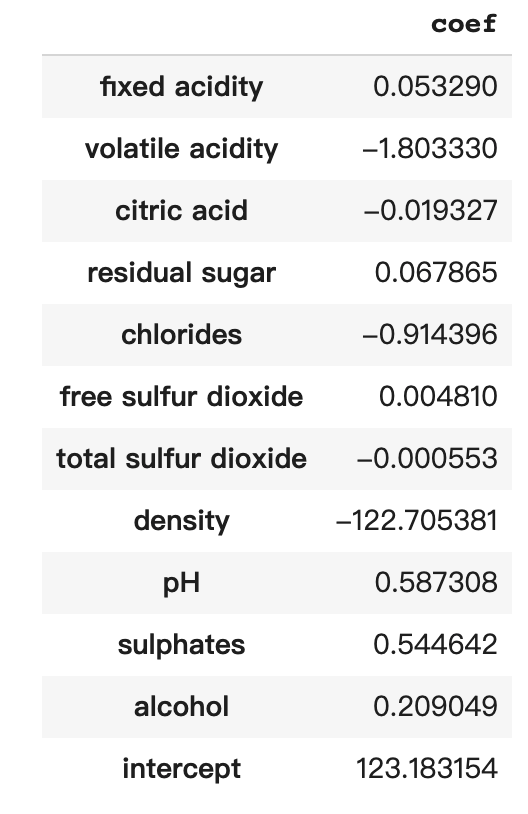 coef
fixed acidity 0.053290
volatile acidity −1.803330
citric acid −0.019327
residual sugar 0.067865
chlorides −0.914396
free sulfur dioxide 0.004810
total sulfur dioxide −0.000553
density −122.705381
pH 0.587308
sulphates 0.544642
alcohol 0.209049
intercept 123.183154